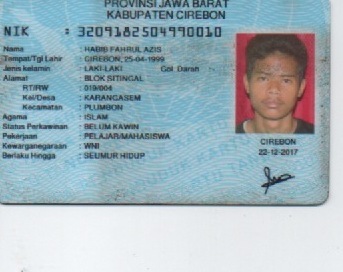 PROVINSI JAWA BARAT
KABUPATEN CIREBON
NIK : 3209182504990010
Nama : HABIB FAHRUL AZIS
Tempat/Tgl Lahir : CIREBON, 25-04-1999
Jenis kelamin : LAKI-LAKI Gol. Darah : -
Alamat : BLOK SITINGCAL
RT/RW : 019/004
Kel/Desa : KARANGASEM
Kecamatan : PLUMBON
Agama : ISLAM
Status Perkawinan : BELUM KAWIN
Pekerjaan : PELAJAR/MAHASISWA
Kewarganegaraan : WNI
Berlaku Hingga : SEUMUR HIDUP
CIREBON
22-12-2017